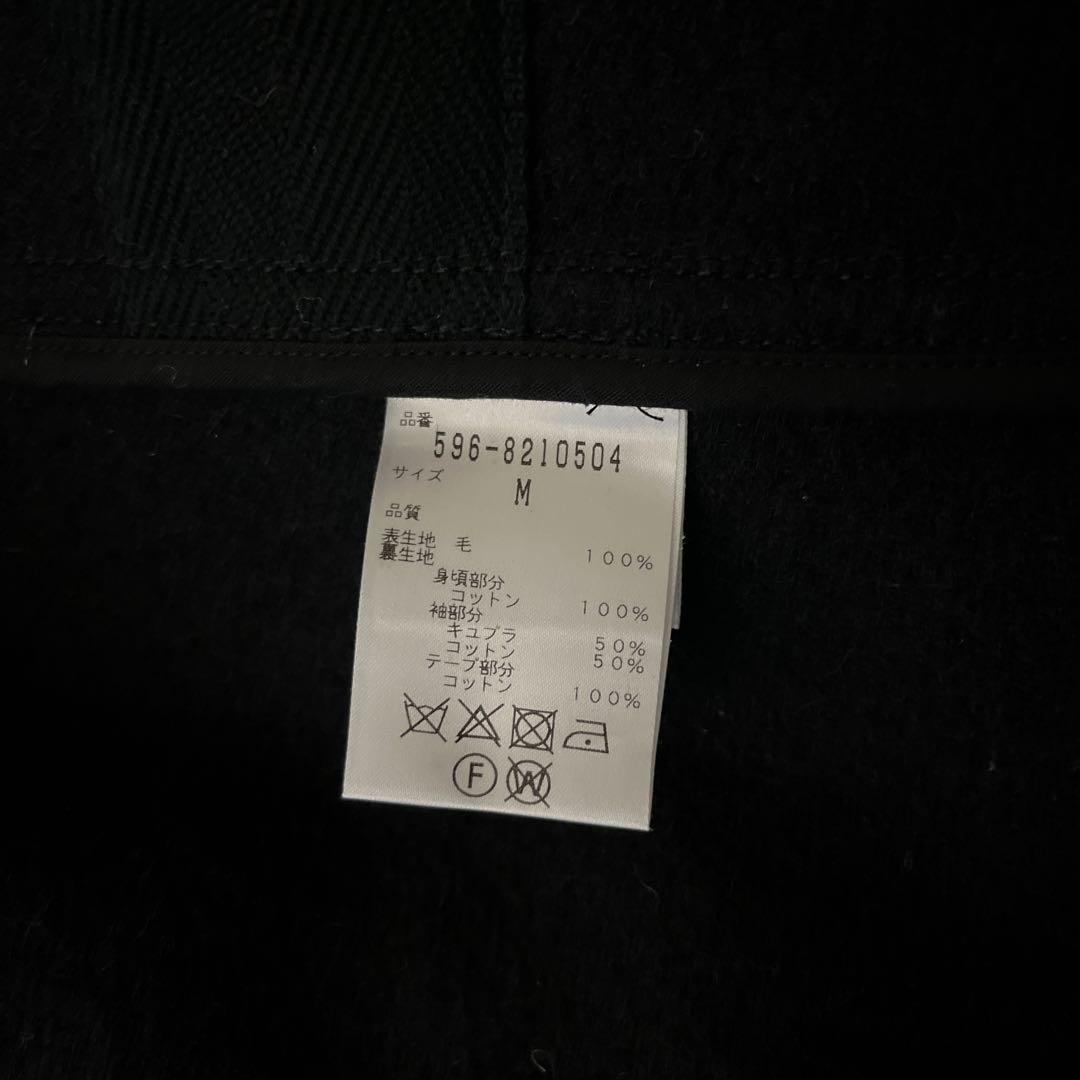 品番
596-8210504
サイズ
M
品質
表生地 毛 100%
裏生地
身頃部分
コットン 100%
袖部分
キュプラ 50%
コットン 50%
テープ部分
コットン 100%
F
W